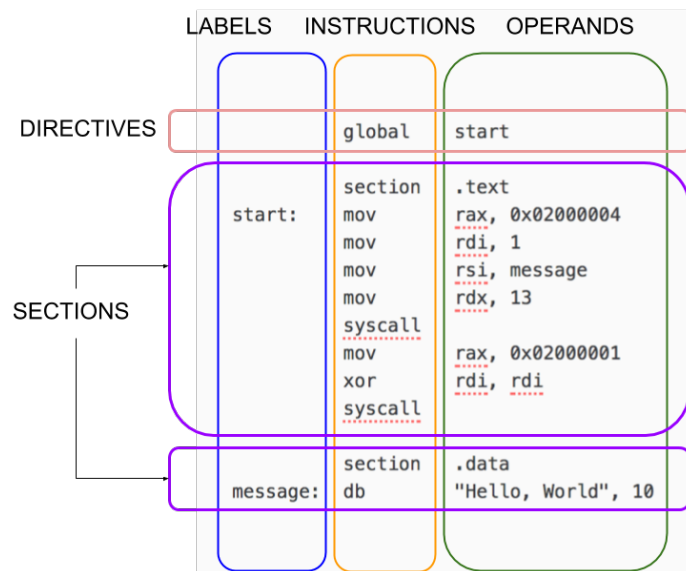 LABELS INSTRUCTIONS OPERANDS
DIRECTIVES global start
section .text
start: mov rax, 0x02000004
mov rdi, 1
mov rsi, message
SECTIONS mov rdx, 13
syscall
mov rax, 0x02000001
xor rdi, rdi
syscall
section .data
message: db "Hello, World", 10